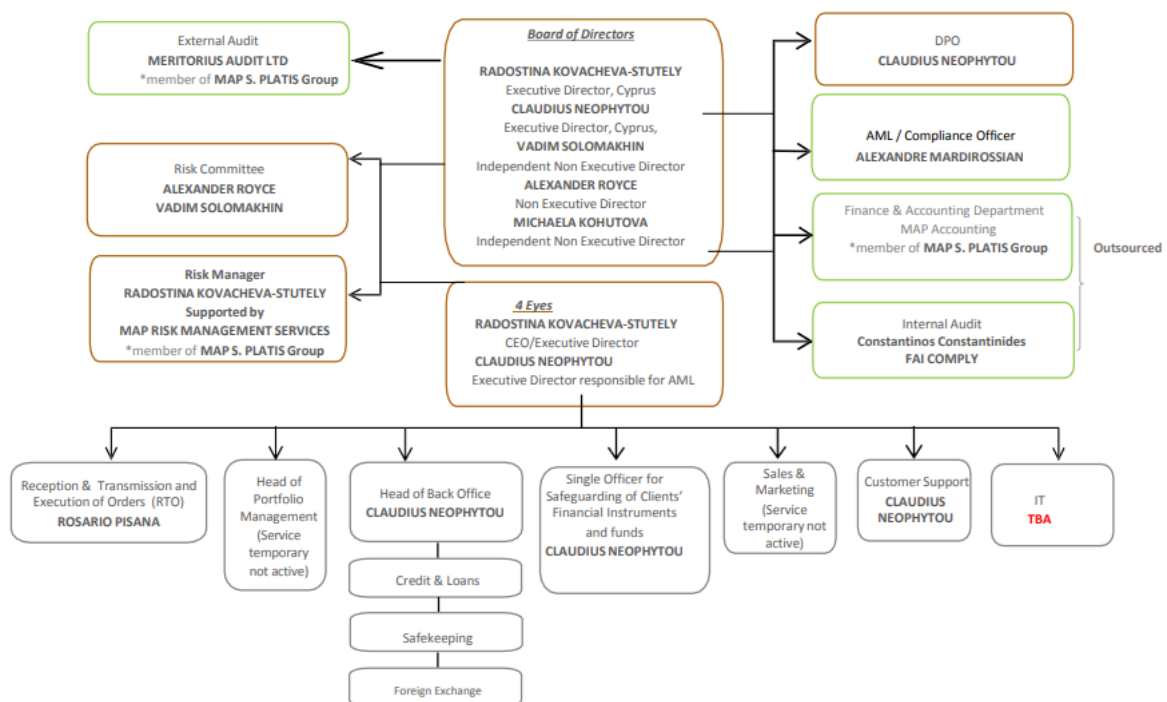 External Audit
MERITORIUS AUDIT LTD
*member of MAP S. PLATIS Group
Board of Directors
RADOSTINA KOVACHEVA-STUTELY
Executive Director, Cyprus
CLAUDIUS NEOPHYTOU
Executive Director, Cyprus,
VADIM SOLOMAKHIN
Independent Non Executive Director
ALEXANDER ROYCE
Non Executive Director
MICHAELA KOHUTOVA
Independent Non Executive Director
DPO
CLAUDIUS NEOPHYTOU
AML / Compliance Officer
ALEXANDRE MARDIROSSIAN
Risk Committee
ALEXANDER ROYCE
VADIM SOLOMAKHIN
Finance & Accounting Department
MAP Accounting
*member of MAP S. PLATIS Group)
Outsourced
Risk Manager
RADOSTINA KOVACHEVA-STUTELY
Supported by
MAP RISK MANAGEMENT SERVICES
*member of MAP S. PLATIS Group)
4 Eyes
RADOSTINA KOVACHEVA-STUTELY
CEO/Executive Director
CLAUDIUS NEOPHYTOU
Executive Director responsible for AML
Internal Audit
Constantinos Constantinides
FAI COMPLY
Reception & Transmission and
Execution of Orders (RTO)
ROSARIO PISANA
Head of
Portfolio
Management
(Service
temporary
not active)
Head of Back Office
CLAUDIUS NEOPHYTOU
Single Officer for
Safeguarding of Clients'
Financial Instruments
and funds
CLAUDIUS NEOPHYTOU
Sales &
Marketing
(Service
temporary not
active)
Customer Support
CLAUDIUS
NEOPHYTOU
IT
TBA
Credit & Loans
Safekeeping
Foreign Exchange